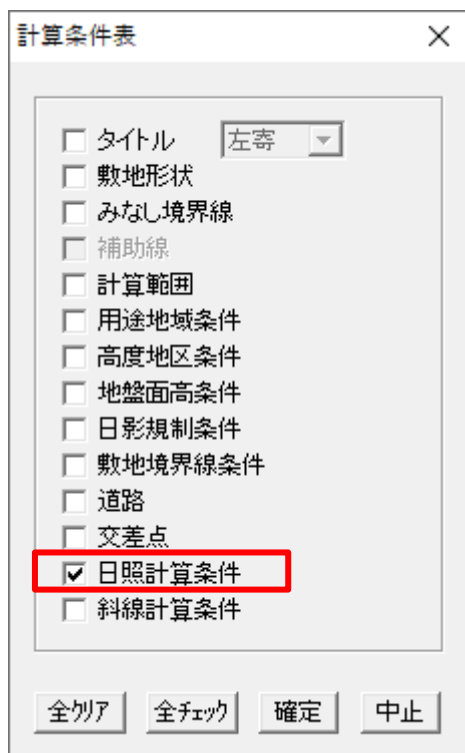 計算条件表
タイトル 左寄
敷地形状
みなし境界線
補助線
計算範囲
用途地域条件
高度地区条件
地盤面高条件
日影規制条件
敷地境界線条件
道路
交差点
日照計算条件
斜線計算条件
全クリア 全チェック 確定 中止